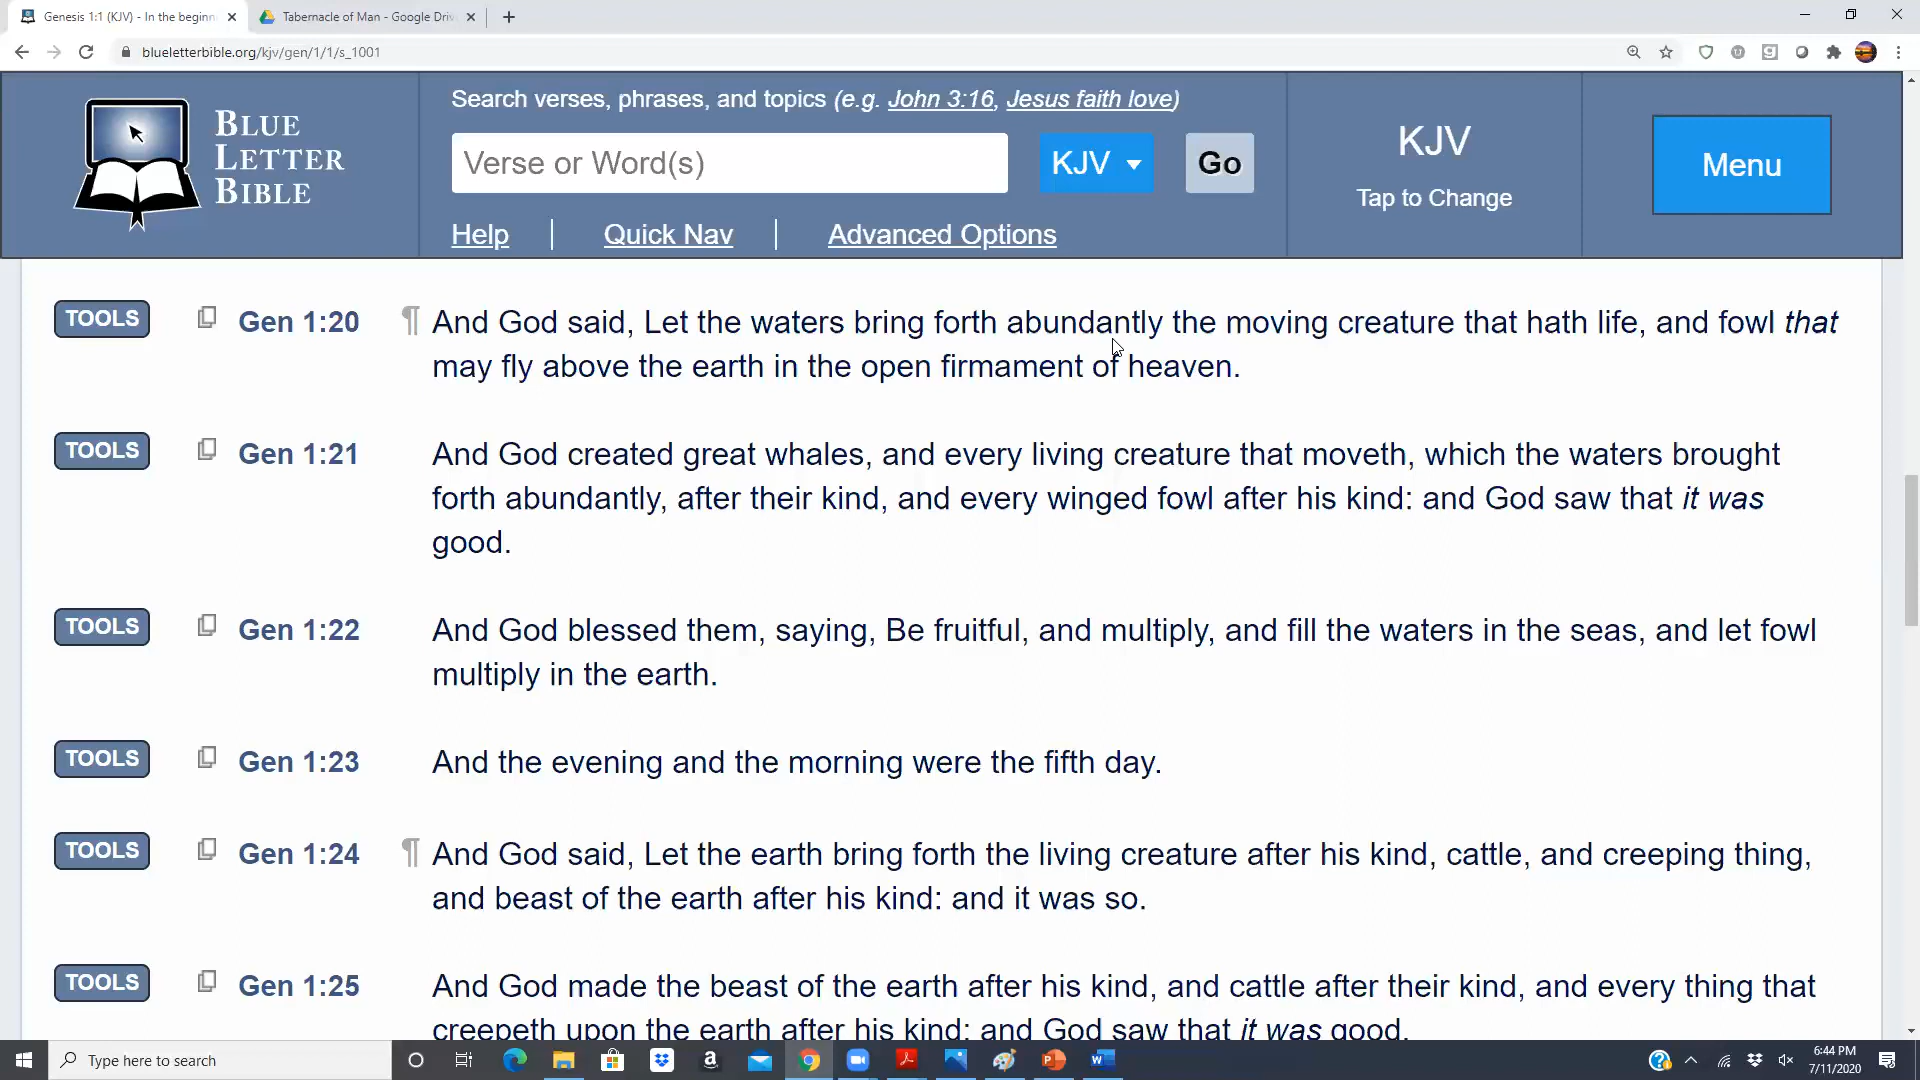 Genesis 1:1 (KJV) - In the beginn
Tabernacle of Man - Google Driv
blueletterbible.org/kjv/gen/1/1/s_1001
BLUE
LETTER
BIBLE
Search verses, phrases, and topics (e.g. John 3:16, Jesus faith love)
Verse or Word(s)
KJV
Go
Help
Quick Nav
Advanced Options
KJV
Tap to Change
Menu
TOOLS Gen 1:20 ¶ And God said, Let the waters bring forth abundantly the moving creature that hath life, and fowl that
may fly above the earth in the open firmament of heaven.
TOOLS Gen 1:21 And God created great whales, and every living creature that moveth, which the waters brought
forth abundantly, after their kind, and every winged fowl after his kind: and God saw that it was
good.
TOOLS Gen 1:22 And God blessed them, saying, Be fruitful, and multiply, and fill the waters in the seas, and let fowl
multiply in the earth.
TOOLS Gen 1:23 And the evening and the morning were the fifth day.
TOOLS Gen 1:24 ¶ And God said, Let the earth bring forth the living creature after his kind, cattle, and creeping thing,
and beast of the earth after his kind: and it was so.
TOOLS Gen 1:25 And God made the beast of the earth after his kind, and cattle after their kind, and every thing that
creepeth upon the earth after his kind: and God saw that it was good.
Type here to search
6:44 PM
7/11/2020